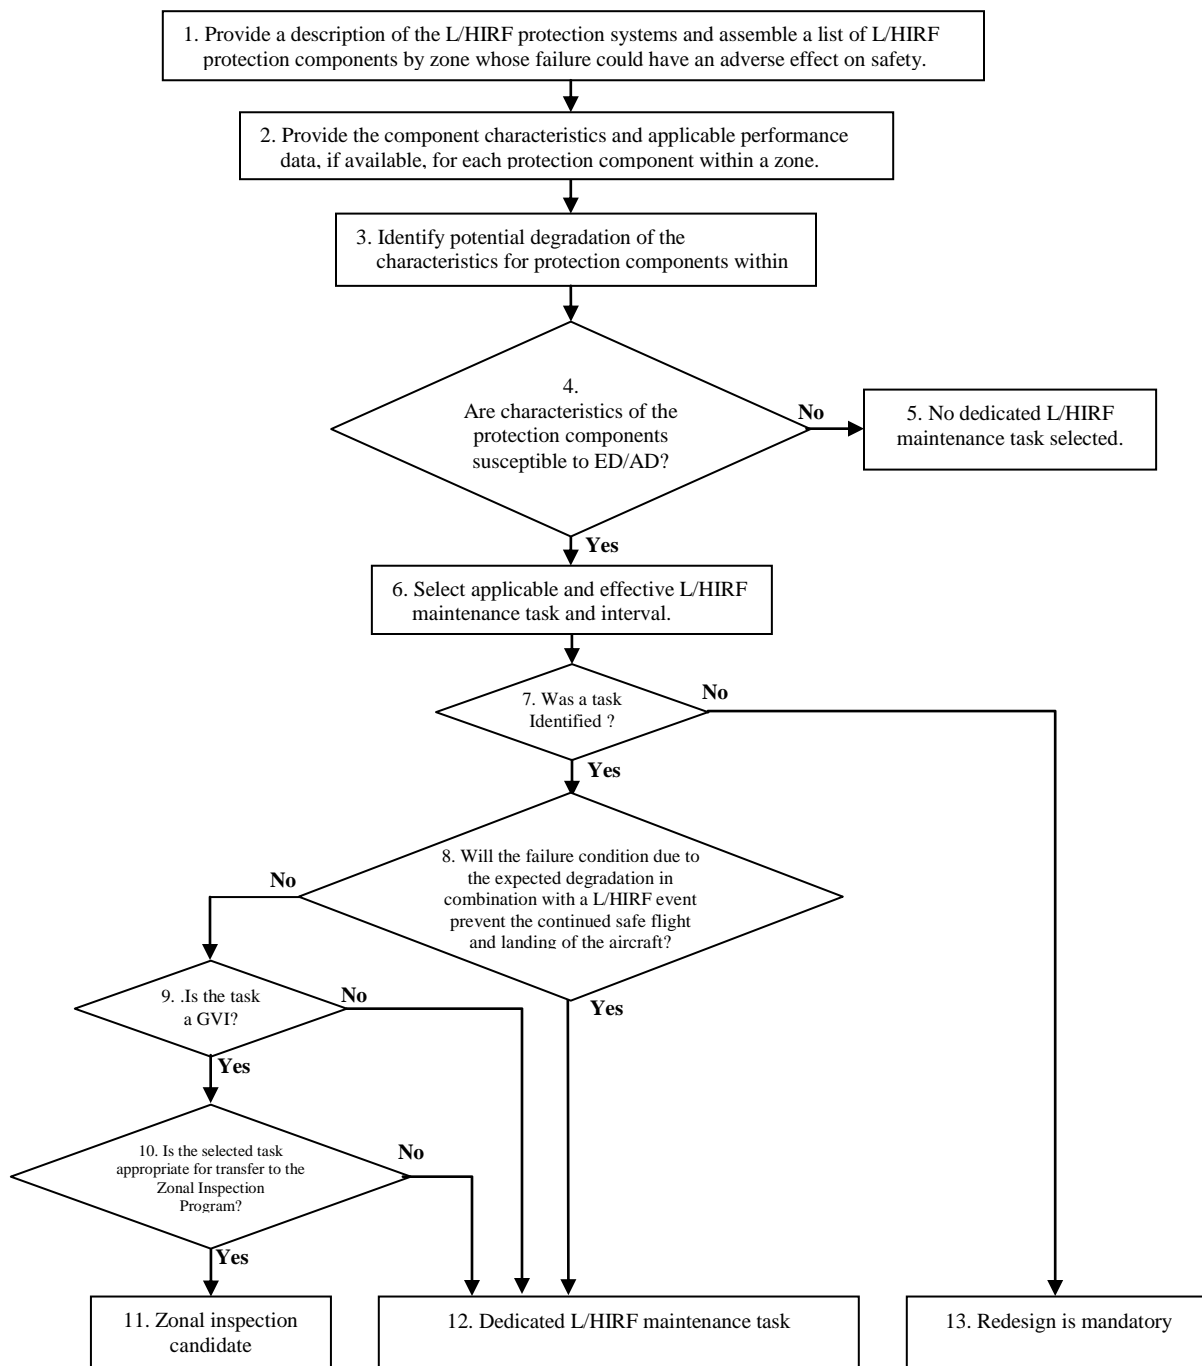 1. Provide a description of the L/HIRF protection systems and assemble a list of L/HIRF
protection components by zone whose failure could have an adverse effect on safety.
2. Provide the component characteristics and applicable performance
data, if available, for each protection component within a zone.
3. Identify potential degradation of the
characteristics for protection components within
4.
Are characteristics of the
protection components
susceptible to ED/AD?
No
5. No dedicated L/HIRF
maintenance task selected.
Yes
6. Select applicable and effective L/HIRF
maintenance task and interval.
7. Was a task
Identified ?
No
Yes
8. Will the failure condition due to
the expected degradation in
combination with a L/HIRF event
prevent the continued safe flight
and landing of the aircraft?
No
Yes
9. .Is the task
a GVI?
No
Yes
10. Is the selected task
appropriate for transfer to the
Zonal Inspection
Program?
No
Yes
11. Zonal inspection
candidate
12. Dedicated L/HIRF maintenance task
13. Redesign is mandatory